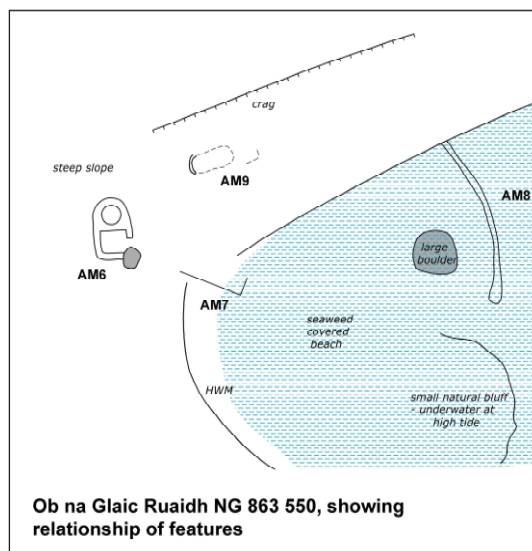 crag
steep slope
AM9
AM8
AM6
large
boulder
AM7
seaweed
covered
beach
HWM
small natural bluff
- underwater at
high tide
Ob na Glaic Ruaidh NG 863 550, showing
relationship of features